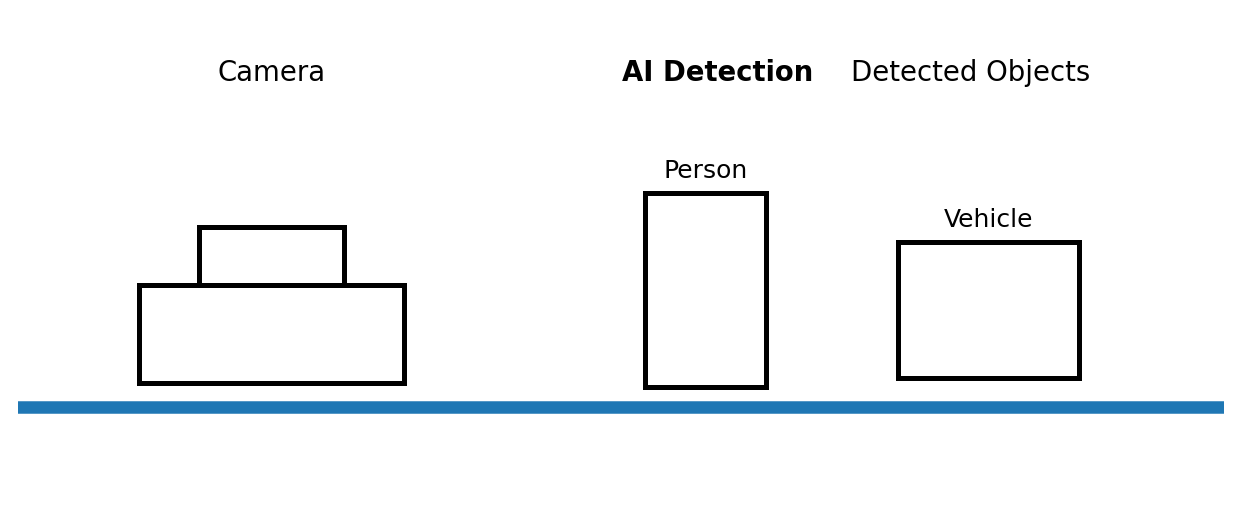 Camera
AI Detection
Detected Objects
Person
Vehicle